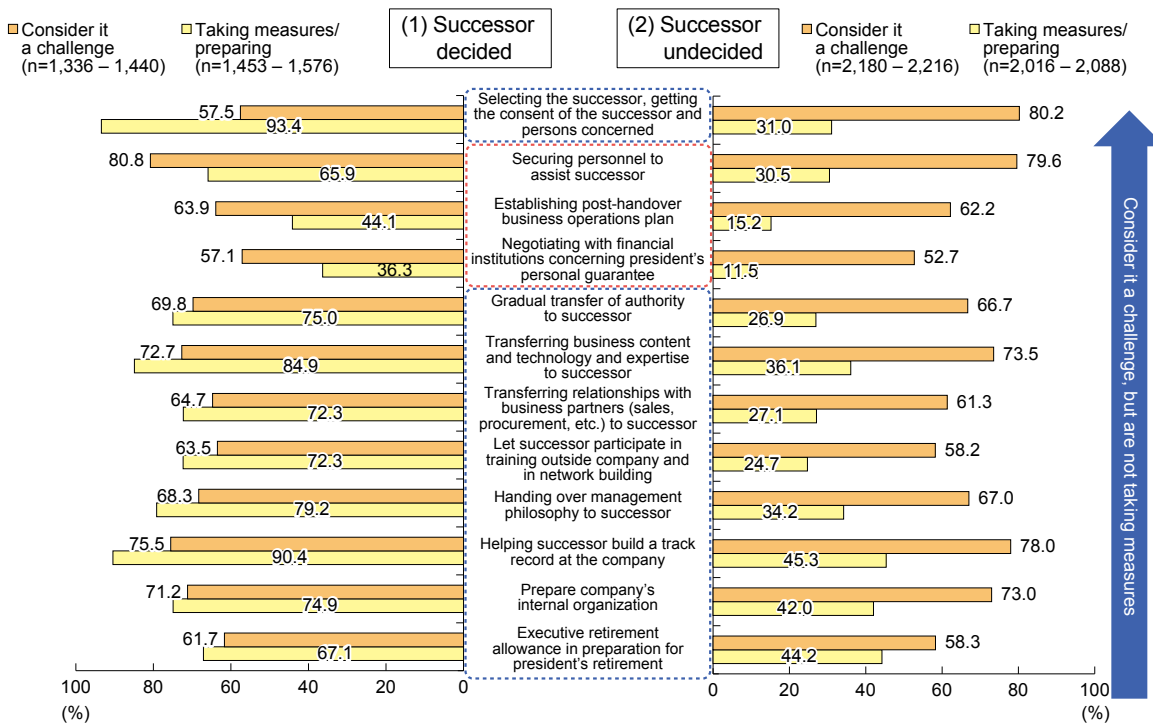 Consider it
a challenge
(n=1,336 – 1,440)
Taking measures/
preparing
(n=1,453 – 1,576)
(1) Successor
decided
(2) Successor
undecided
Consider it
a challenge
(n=2,180 – 2,216)
Taking measures/
preparing
(n=2,016 – 2,088)
57.5
93.4
Selecting the successor, getting
the consent of the successor and
persons concerned
80.2
31.0
80.8
65.9
Securing personnel to
assist successor
79.6
30.5
63.9
44.1
Establishing post-handover
business operations plan
62.2
15.2
57.1
36.3
Negotiating with financial
institutions concerning president's
personal guarantee
52.7
11.5
69.8
75.0
Gradual transfer of authority
to successor
66.7
26.9
72.7
84.9
Transferring business content
and technology and expertise
to successor
73.5
36.1
64.7
72.3
Transferring relationships with
business partners (sales,
procurement, etc.) to successor
61.3
27.1
63.5
72.3
Let successor participate in
training outside company and
in network building
58.2
24.7
68.3
79.2
Handing over management
philosophy to successor
67.0
34.2
75.5
90.4
Helping successor build a track
record at the company
78.0
45.3
71.2
74.9
Prepare company's
internal organization
73.0
42.0
61.7
67.1
Executive retirement
allowance in preparation for
president's retirement
58.3
44.2
100 80 60 40 20 0
(%)
0 20 40 60 80 100
(%)
Consider it a challenge, but are not taking measures